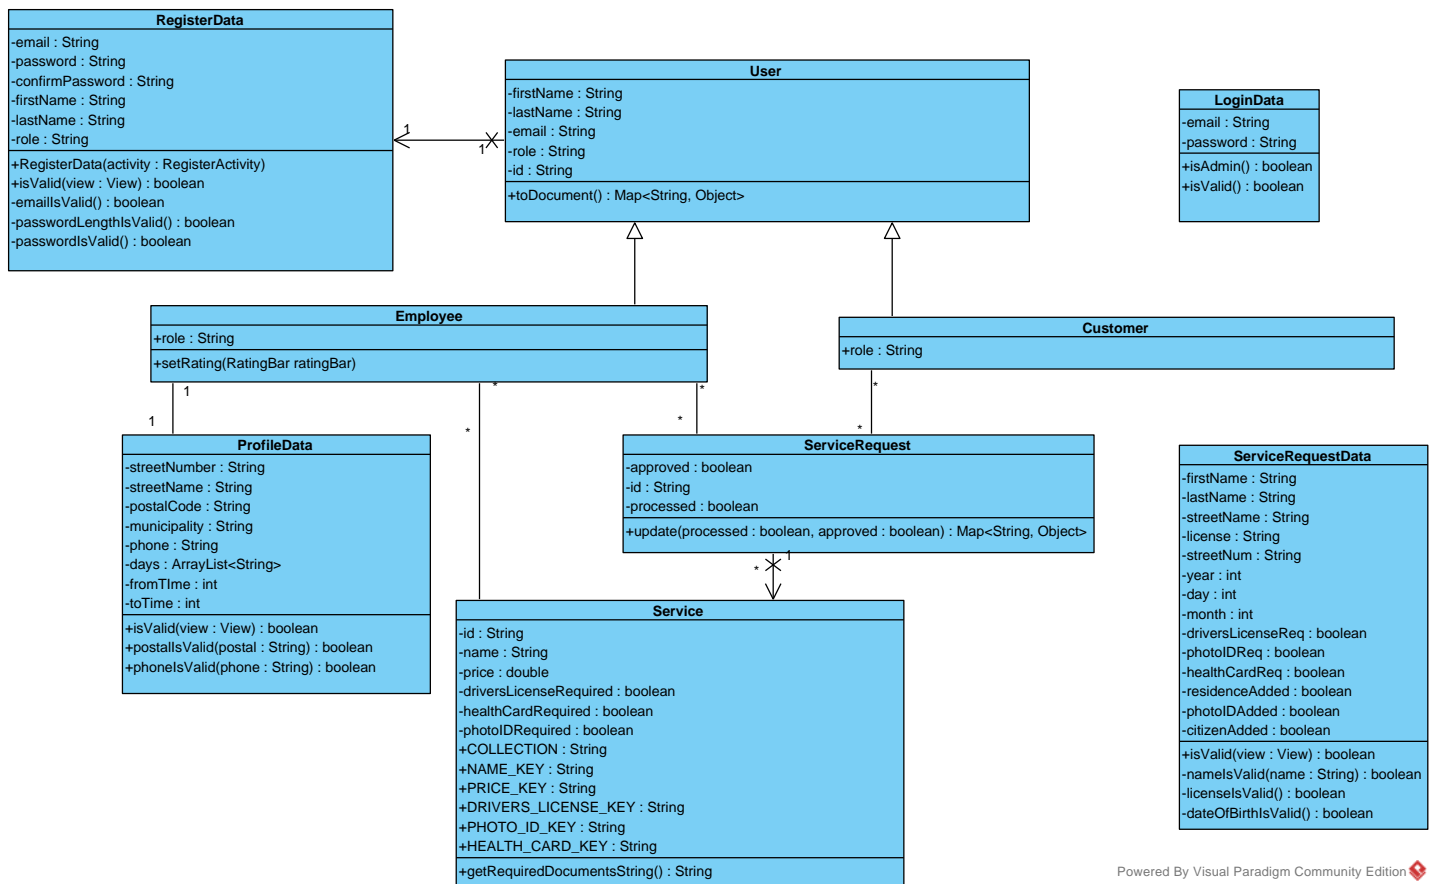 RegisterData
-email : String
-password : String
-confirmPassword : String
-firstName : String
-lastName : String
-role : String
+RegisterData(activity : RegisterActivity)
+isValid(view : View) : boolean
-emailIsValid() : boolean
-passwordLengthIsValid() : boolean
-passwordIsValid() : boolean
1
1
User
-firstName : String
-lastName : String
-email : String
-role : String
-id : String
+toDocument() : Map<String, Object>
LoginData
-email : String
-password : String
+isAdmin() : boolean
+isValid() : boolean
Employee
+role : String
+setRating(RatingBar ratingBar)
Customer
+role : String
1
1
*
*
*
*
*
*
ProfileData
-streetNumber : String
-streetName : String
-postalCode : String
-municipality : String
-phone : String
-days : ArrayList<String>
-fromTIme : int
-toTime : int
+isValid(view : View) : boolean
+postalIsValid(postal : String) : boolean
+phoneIsValid(phone : String) : boolean
ServiceRequest
-approved : boolean
-id : String
-processed : boolean
+update(processed : boolean, approved : boolean) : Map<String, Object>
1
*
Service
-id : String
-name : String
-price : double
-driversLicenseRequired : boolean
-healthCardRequired : boolean
-photoIDRequired : boolean
+COLLECTION : String
+NAME_KEY : String
+PRICE_KEY : String
+DRIVERS_LICENSE_KEY : String
+PHOTO_ID_KEY : String
+HEALTH_CARD_KEY : String
+getRequiredDocumentsString() : String
ServiceRequestData
-firstName : String
-lastName : String
-streetName : String
-license : String
-streetNum : String
-year : int
-day : int
-month : int
-driversLicenseReq : boolean
-photoIDReq : boolean
-healthCardReq : boolean
-residenceAdded : boolean
-photoIDAdded : boolean
-citizenAdded : boolean
+isValid(view : View) : boolean
-nameIsValid(name : String) : boolean
-licenseIsValid() : boolean
-dateOfBirthIsValid() : boolean
Powered By Visual Paradigm Community Edition